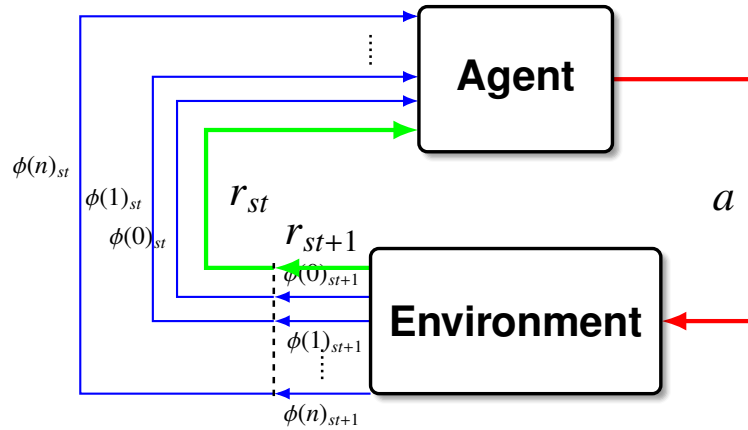 Agent
ϕ(n)st
ϕ(1)st
rst
a
ϕ(0)st
rst+1
ϕ(0)st+1
Environment
ϕ(1)st+1
ϕ(n)st+1